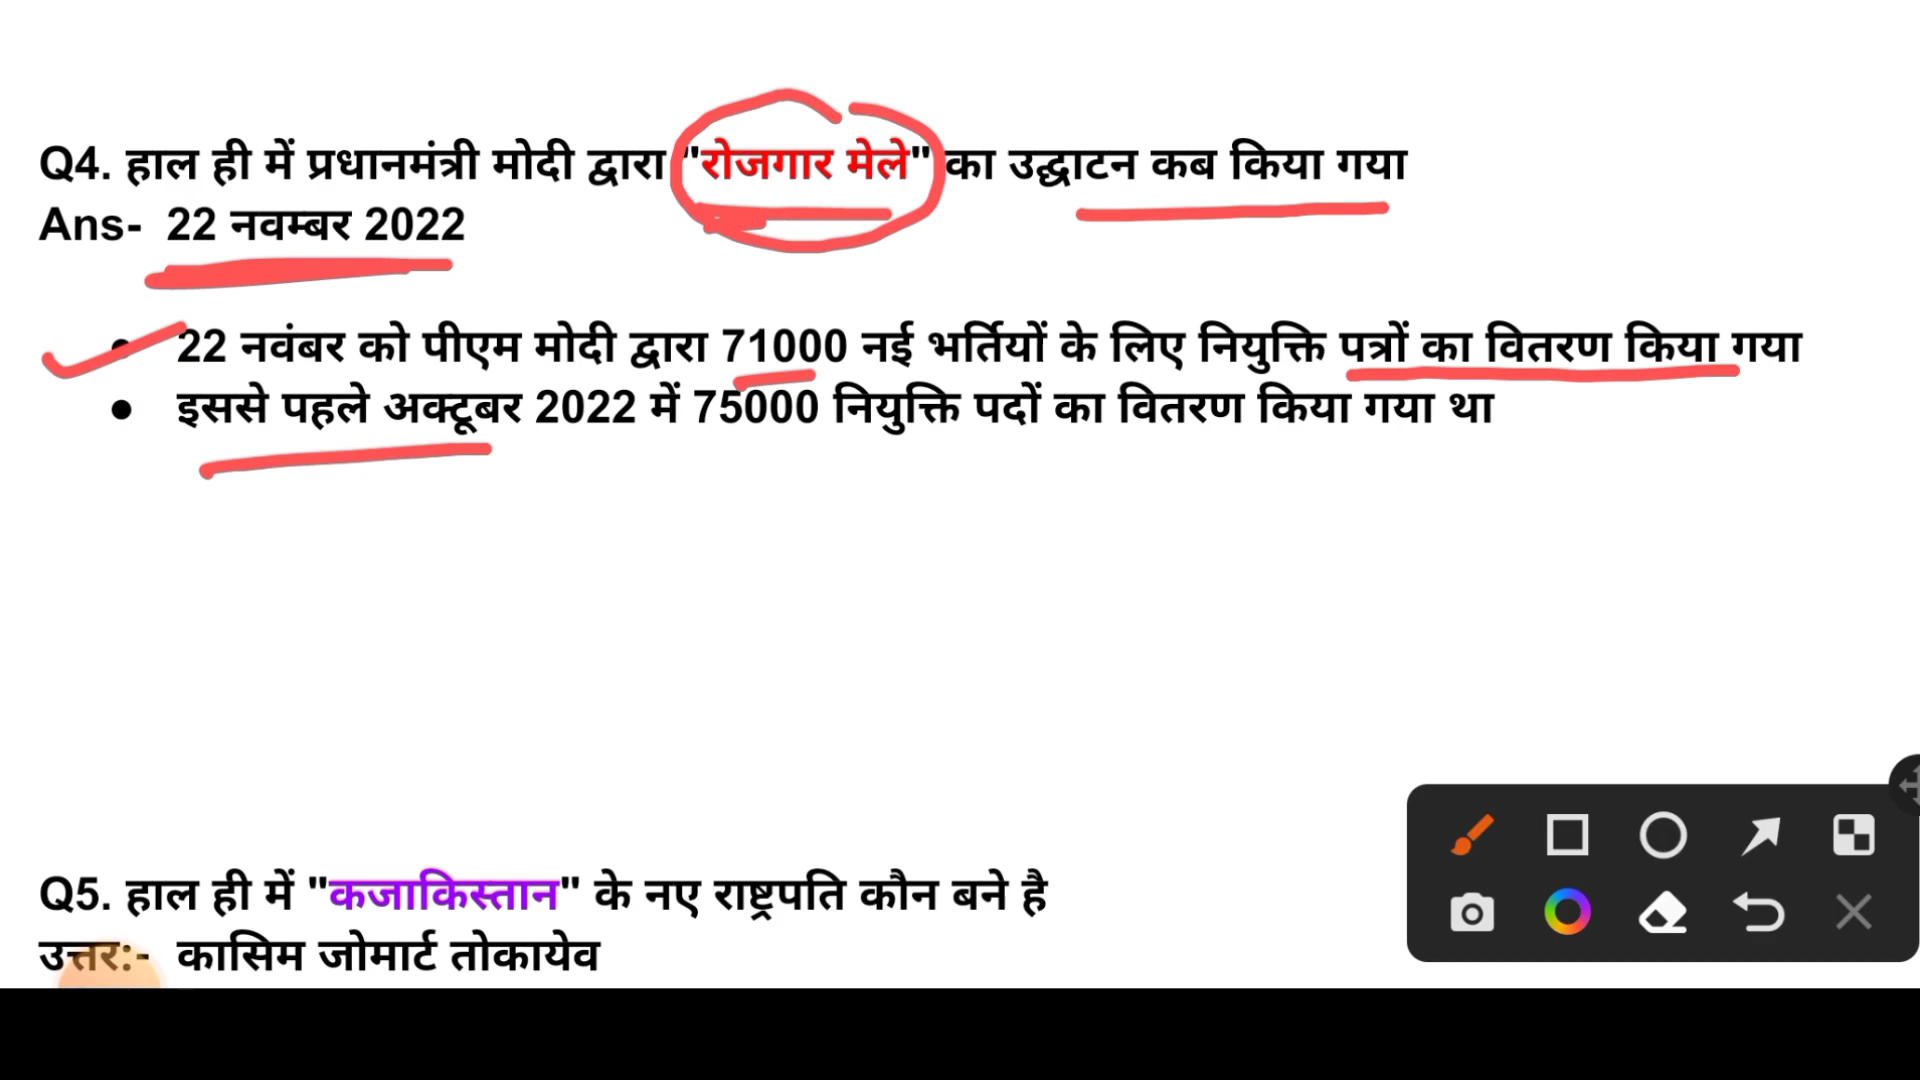 Q4. हाल ही में प्रधानमंत्री मोदी द्वारा "रोजगार मेले" का उद्घाटन कब किया गया
Ans- 22 नवम्बर 2022
● 22 नवंबर को पीएम मोदी द्वारा 71000 नई भर्तियों के लिए नियुक्ति पत्रों का वितरण किया गया
● इससे पहले अक्टूबर 2022 में 75000 नियुक्ति पदों का वितरण किया गया था
Q5. हाल ही में "कजाकिस्तान" के नए राष्ट्रपति कौन बने है
उत्तर:- कासिम जोमार्ट तोकायेव